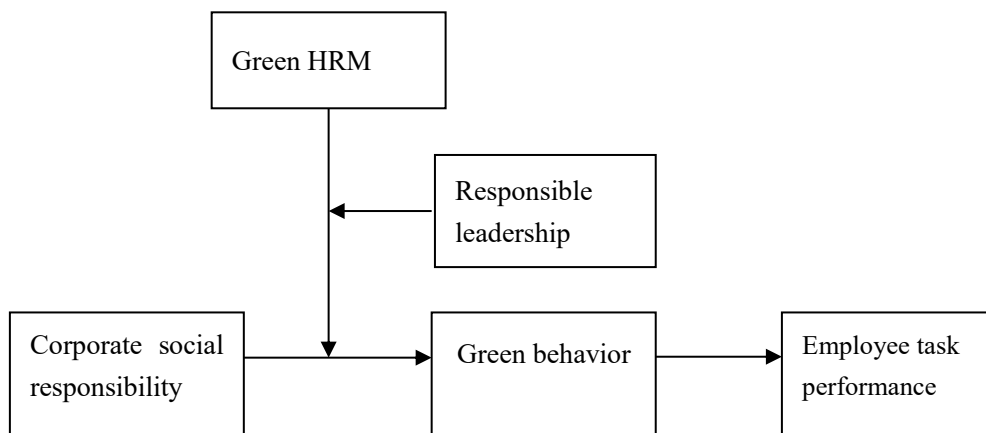 Green HRM
Responsible
leadership
Corporate social
responsibility
Green behavior
Employee task
performance